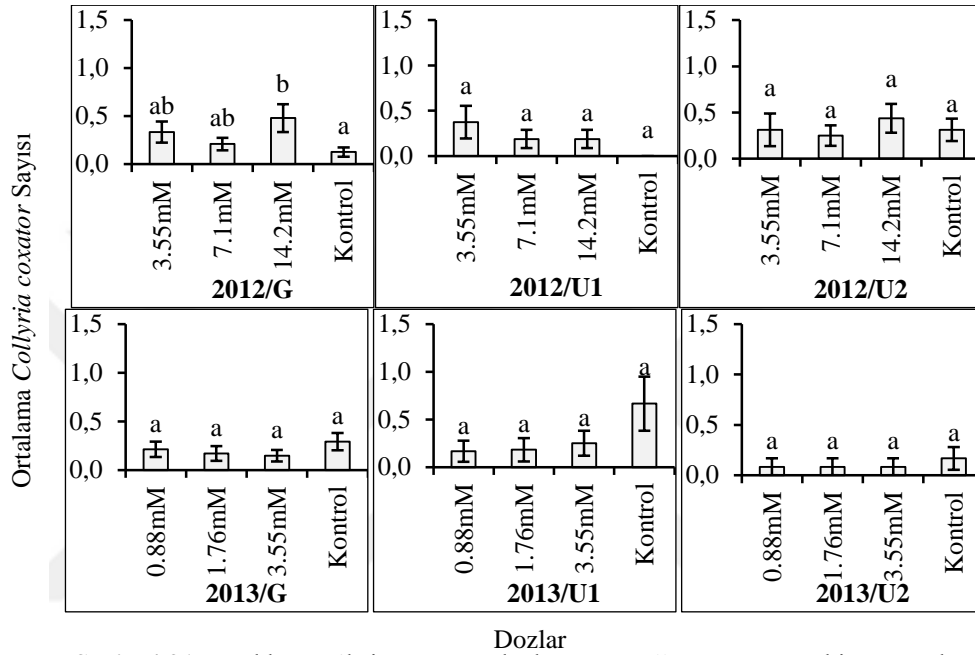 Ortalama Collyria coxator Sayısı
1,5
1,0
0,5
0,0
ab
ab
b
a
3.55mM
7.1mM
14.2mM
Kontrol
2012/G
1,5
1,0
0,5
0,0
a
a
a
a
3.55mM
7.1mM
14.2mM
Kontrol
2012/U1
1,5
1,0
0,5
0,0
a
a
a
a
3.55mM
7.1mM
14.2mM
Kontrol
2012/U2
1,5
1,0
0,5
0,0
a
a
a
a
0.88mM
1.76mM
3.55mM
Kontrol
2013/G
1,5
1,0
0,5
0,0
a
a
a
a
0.88mM
1.76mM
3.55mM
Kontrol
2013/U1
1,5
1,0
0,5
0,0
a
a
a
a
0.88mM
1.76mM
3.55mM
Kontrol
2013/U2
Dozlar